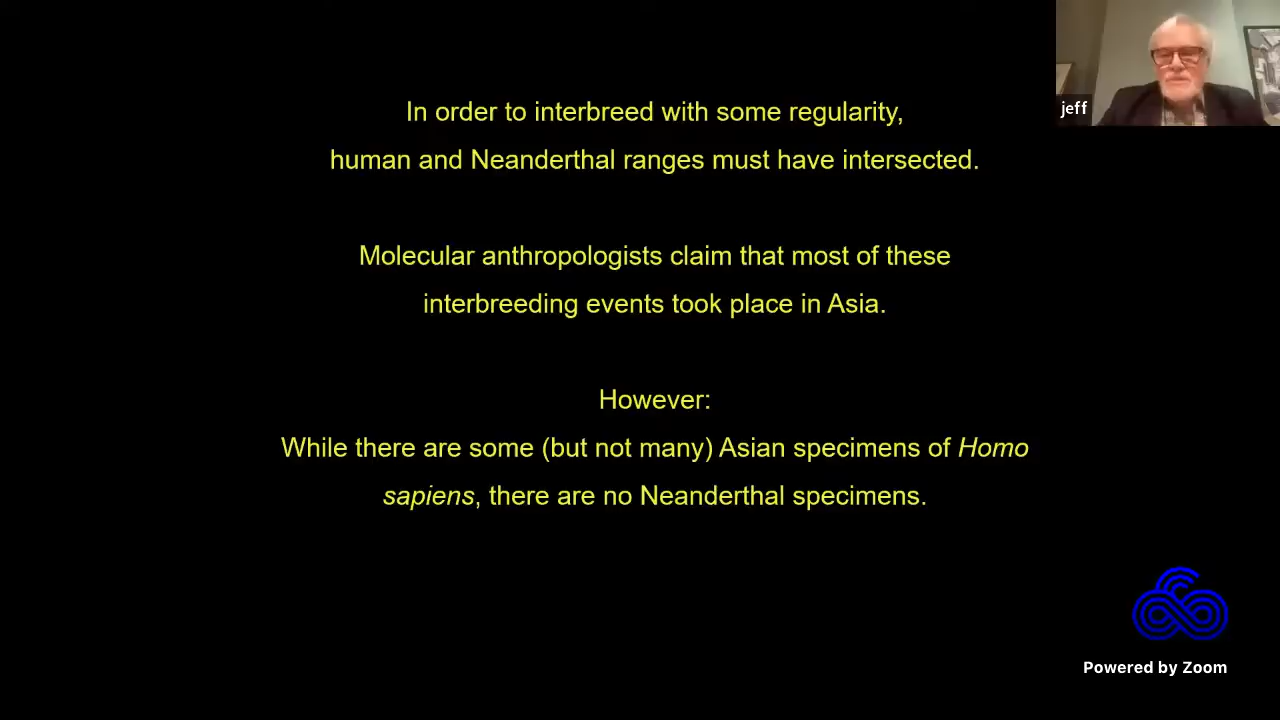 In order to interbreed with some regularity,
human and Neanderthal ranges must have intersected.
Molecular anthropologists claim that most of these
interbreeding events took place in Asia.
However:
While there are some (but not many) Asian specimens of Homo
sapiens, there are no Neanderthal specimens.
jeff
Powered by Zoom